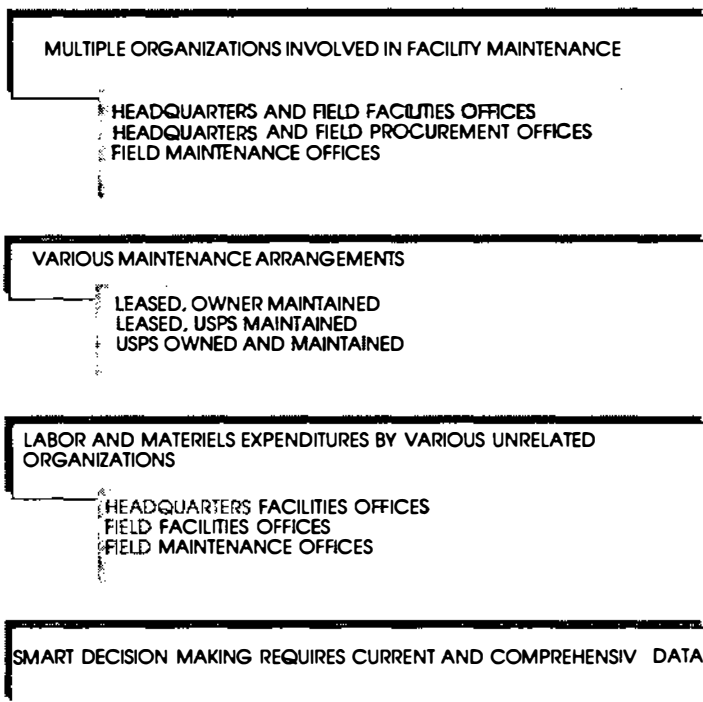 MULTIPLE ORGANIZATIONS INVOLVED IN FACILITY MAINTENANCE
HEADQUARTERS AND FIELD FACILITIES OFFICES
HEADQUARTERS AND FIELD PROCUREMENT OFFICES
FIELD MAINTENANCE OFFICES
VARIOUS MAINTENANCE ARRANGEMENTS
LEASED, OWNER MAINTAINED
LEASED, USPS MAINTAINED
USPS OWNED AND MAINTAINED
LABOR AND MATERIELS EXPENDITURES BY VARIOUS UNRELATED
ORGANIZATIONS
HEADQUARTERS FACILITIES OFFICES
FIELD FACILITIES OFFICES
FIELD MAINTENANCE OFFICES
SMART DECISION MAKING REQUIRES CURRENT AND COMPREHENSIV DATA